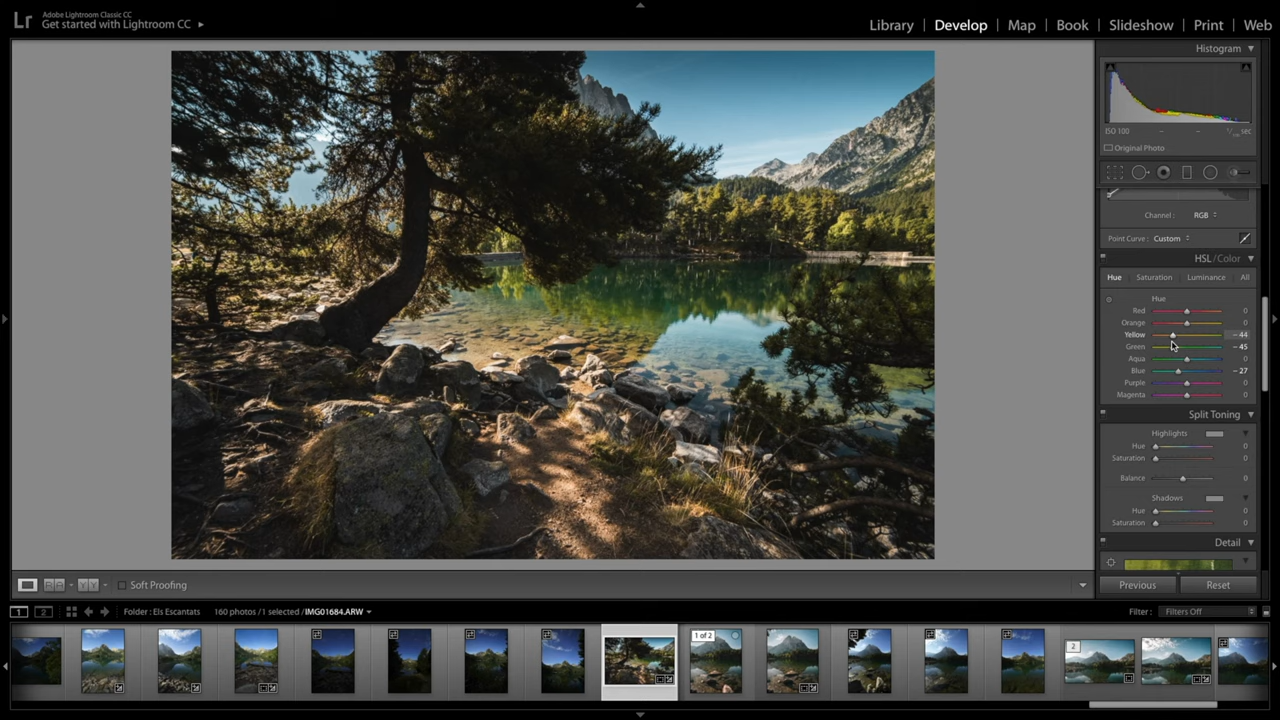 Lr Adobe Lightroom Classic CC
Get started with Lightroom CC
Library | Develop | Map | Book | Slideshow | Print | Web
Histogram
ISO 100 – – sec
Original Photo
Channel : RGB
Point Curve : Custom
HSL / Color
Hue Saturation Luminance All
Hue
Red 0
Orange 0
Yellow – 44
Green – 45
Aqua 0
Blue – 27
Purple 0
Magenta 0
Split Toning
Highlights
Hue 0
Saturation 0
Balance 0
Shadows
Hue 0
Saturation 0
Detail
Soft Proofing
Previous Reset
1 2 Folder : Els Escantats 160 photos / 1 selected / IMG01684.ARW Filter : Filters Off
1 of 2
2